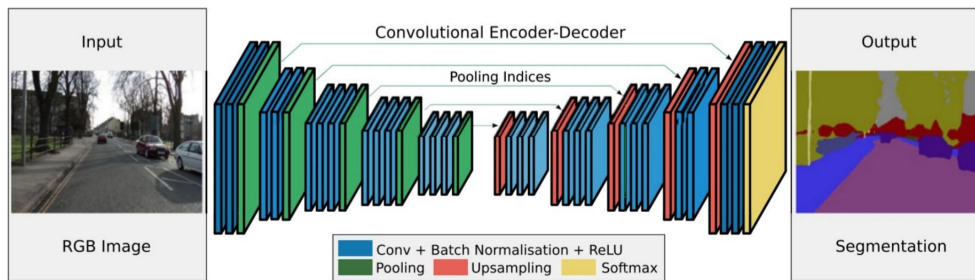 Input
RGB Image
Convolutional Encoder-Decoder
Pooling Indices
Conv + Batch Normalisation + ReLU
Pooling
Upsampling
Softmax
Output
Segmentation